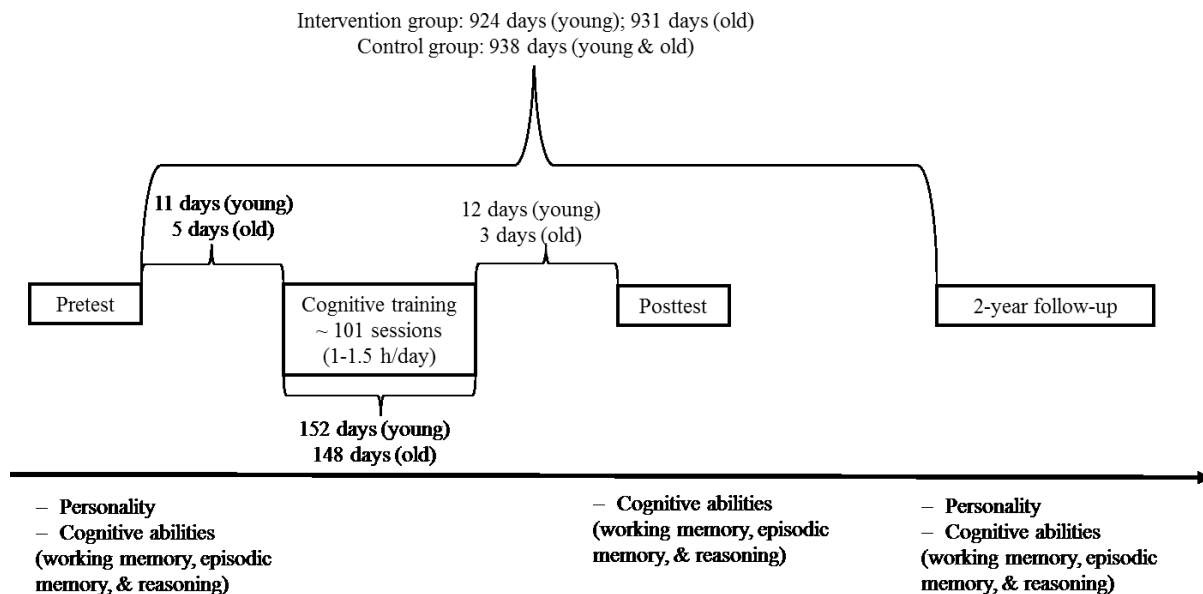 Intervention group: 924 days (young); 931 days (old)
Control group: 938 days (young & old)
11 days (young)
5 days (old)
12 days (young)
3 days (old)
Pretest
Cognitive training
~ 101 sessions
(1-1.5 h/day)
Posttest
2-year follow-up
152 days (young)
148 days (old)
– Personality
– Cognitive abilities
(working memory, episodic
memory, & reasoning)
– Cognitive abilities
(working memory, episodic
memory, & reasoning)
– Personality
– Cognitive abilities
(working memory, episodic
memory, & reasoning)